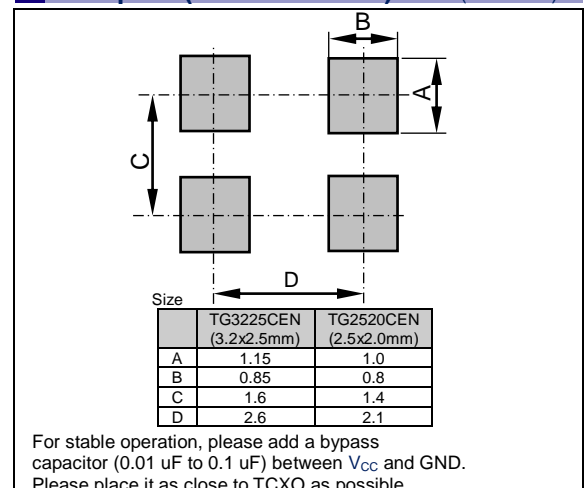 B
A
C
D
Size
TG3225CEN TG2520CEN
(3.2x2.5mm) (2.5x2.0mm)
A 1.15 1.0
B 0.85 0.8
C 1.6 1.4
D 2.6 2.1
For stable operation, please add a bypass
capacitor (0.01 uF to 0.1 uF) between VCC and GND.
Please place it as close to TCXO as possible